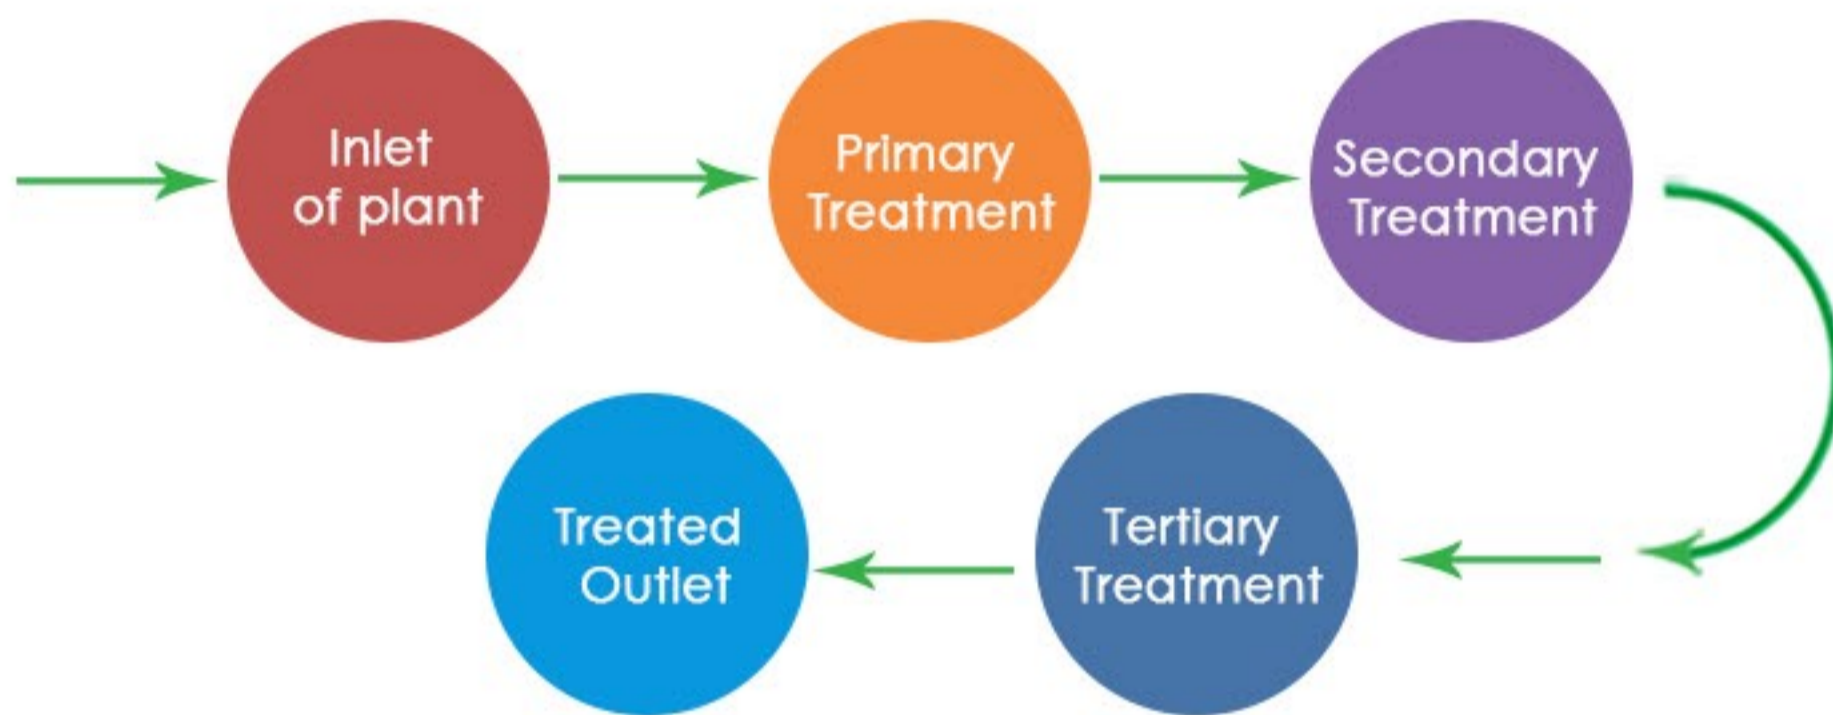 Inlet
of plant
Primary
Treatment
Secondary
Treatment
Tertiary
Treatment
Treated
Outlet